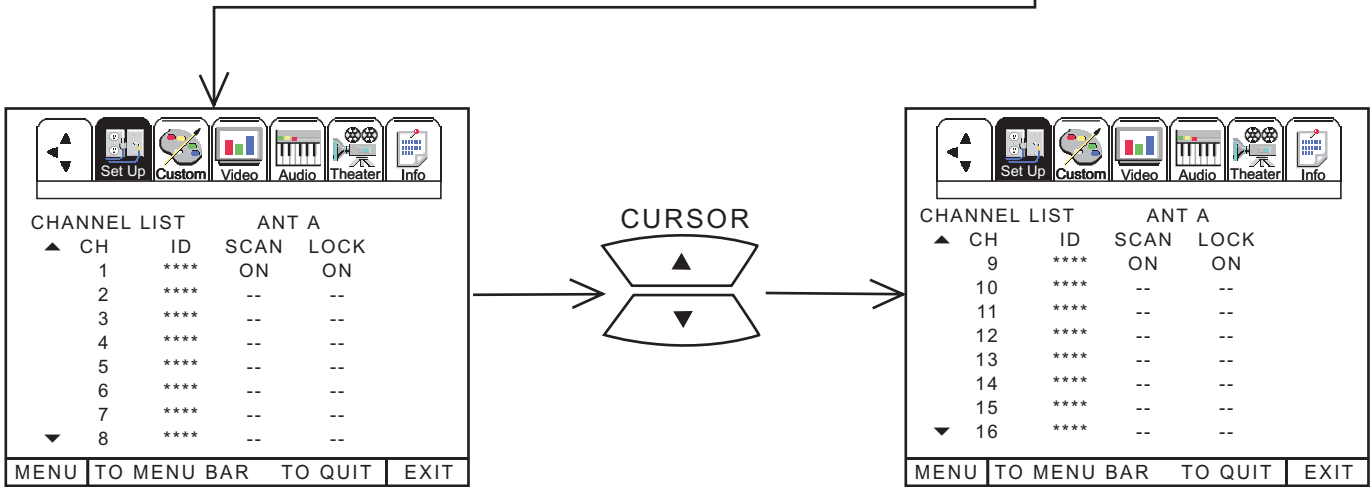 Set Up Custom Video Audio Theater Info
CHANNEL LIST ANT A
CH ID SCAN LOCK
1 **** ON ON
2 **** -- --
3 **** -- --
4 **** -- --
5 **** -- --
6 **** -- --
7 **** -- --
8 **** -- --
MENU TO MENU BAR TO QUIT EXIT
CURSOR
Set Up Custom Video Audio Theater Info
CHANNEL LIST ANT A
CH ID SCAN LOCK
9 **** ON ON
10 **** -- --
11 **** -- --
12 **** -- --
13 **** -- --
14 **** -- --
15 **** -- --
16 **** -- --
MENU TO MENU BAR TO QUIT EXIT